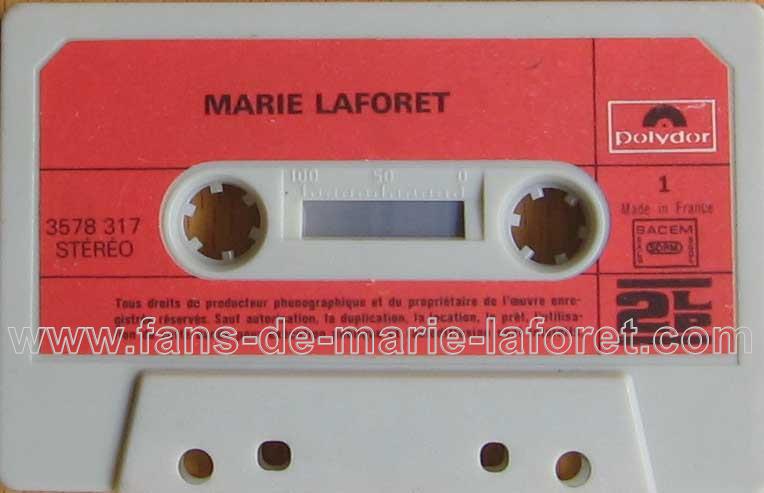 MARIE LAFORET
Polydor
100 50 0
3578 317
STÉRÉO
1
Made in France
SACEM
SDRM
Tous droits du producteur phonographique et du propriétaire de l'œuvre enre-
gistrée réservés. Sauf autorisation, la duplication, la location, le prêt, l'utilisa-
www.fans-de-marie-laforet.com
2 LP